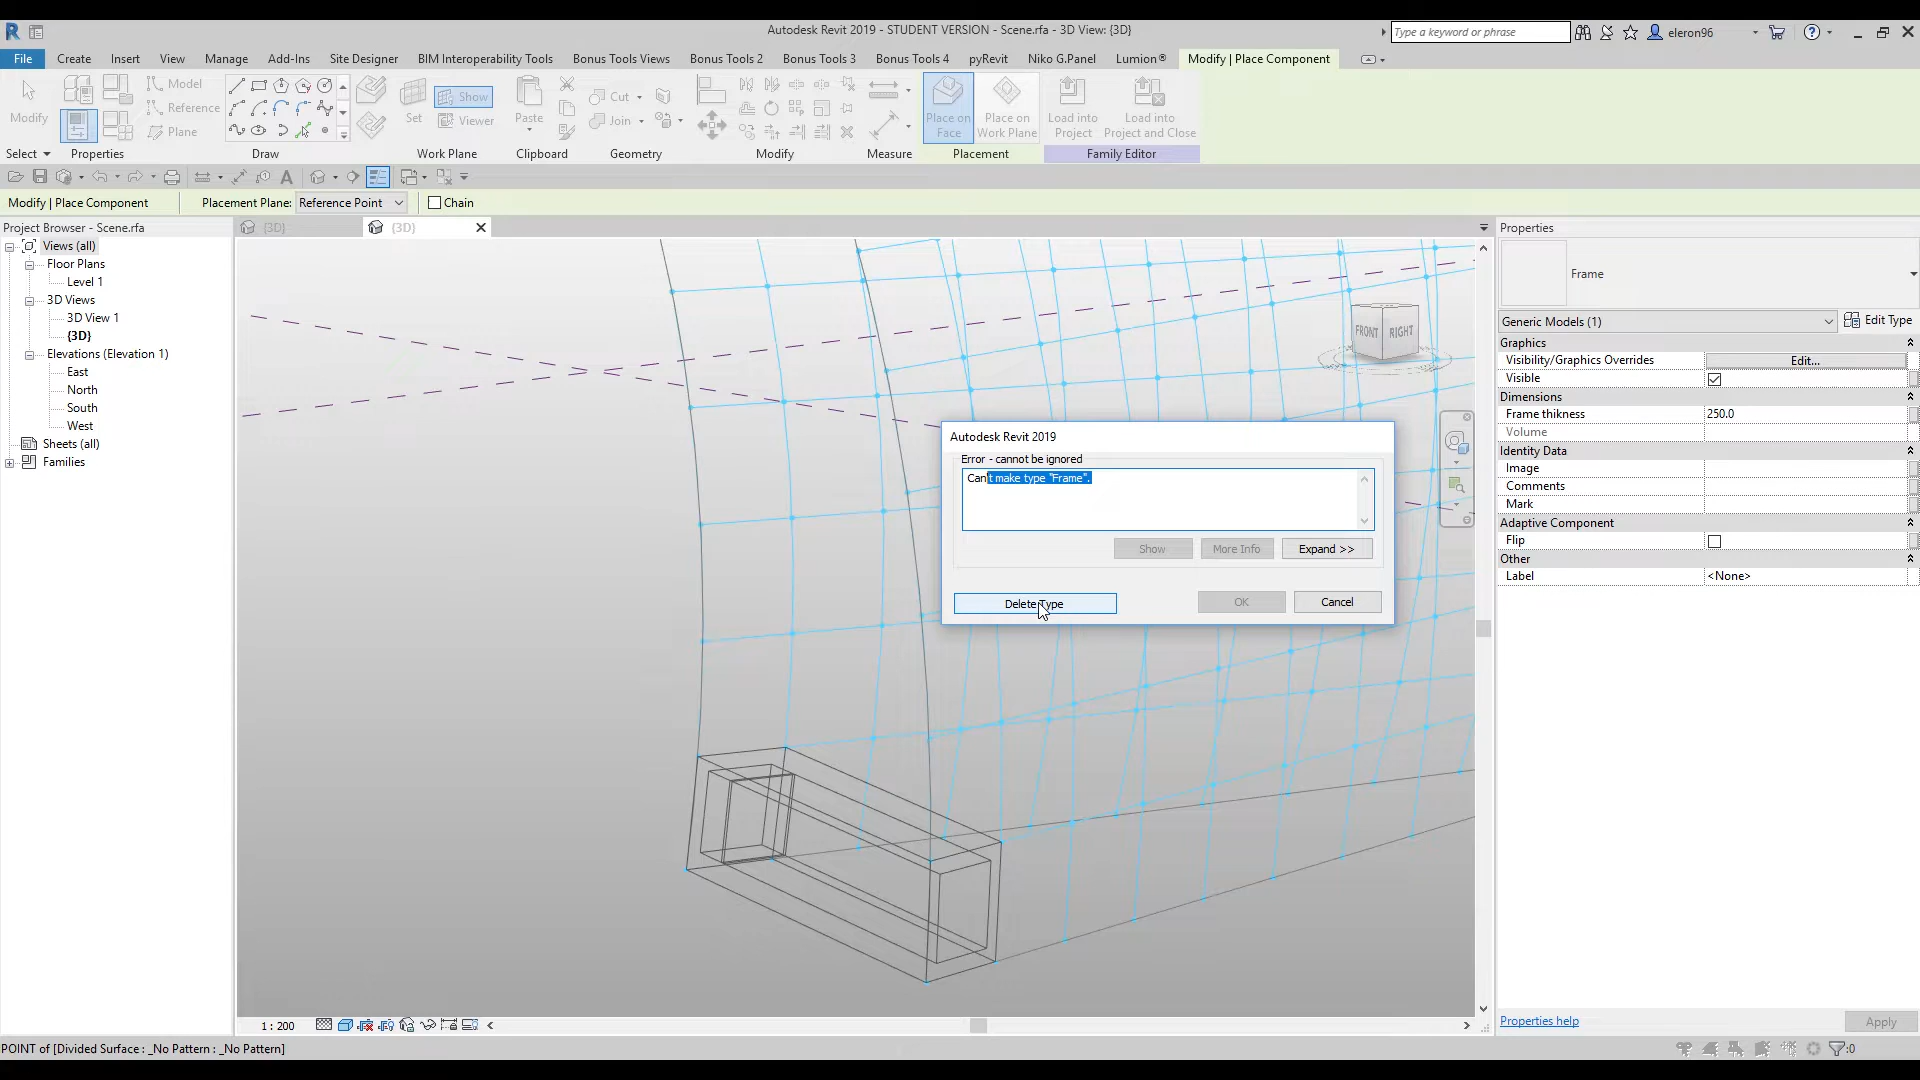 Autodesk Revit 2019 - STUDENT VERSION - Scene.rfa - 3D View: {3D}
Type a keyword or phrase
eleron96
File Create Insert View Manage Add-Ins Site Designer BIM Interoperability Tools Bonus Tools Views Bonus Tools 2 Bonus Tools 3 Bonus Tools 4 pyRevit Niko G.Panel Lumion® Modify | Place Component
Modify
Model
Reference
Plane
Set
Show
Viewer
Paste
Cut
Join
Place on Face
Place on Work Plane
Load into Project
Load into Project and Close
Select Properties Draw Work Plane Clipboard Geometry Modify Measure Placement Family Editor
Modify | Place Component Placement Plane: Reference Point Chain
Project Browser - Scene.rfa
Views (all)
Floor Plans
Level 1
3D Views
3D View 1
{3D}
Elevations (Elevation 1)
East
North
South
West
Sheets (all)
Families
{3D}
{3D}
FRONT RIGHT
Autodesk Revit 2019
Error - cannot be ignored
Can't make type "Frame".
Show More Info Expand >>
Delete Type OK Cancel
Properties
Frame
Generic Models (1) Edit Type
Graphics
Visibility/Graphics Overrides Edit...
Visible
Dimensions
Frame thikness 250.0
Volume
Identity Data
Image
Comments
Mark
Adaptive Component
Flip
Other
Label <None>
Properties help Apply
1 : 200
POINT of [Divided Surface : _No Pattern : _No Pattern]
:0